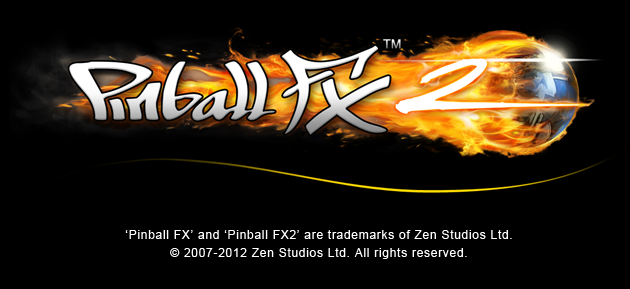 Pinball FX 2™
‘Pinball FX’ and ‘Pinball FX2’ are trademarks of Zen Studios Ltd.
© 2007-2012 Zen Studios Ltd. All rights reserved.